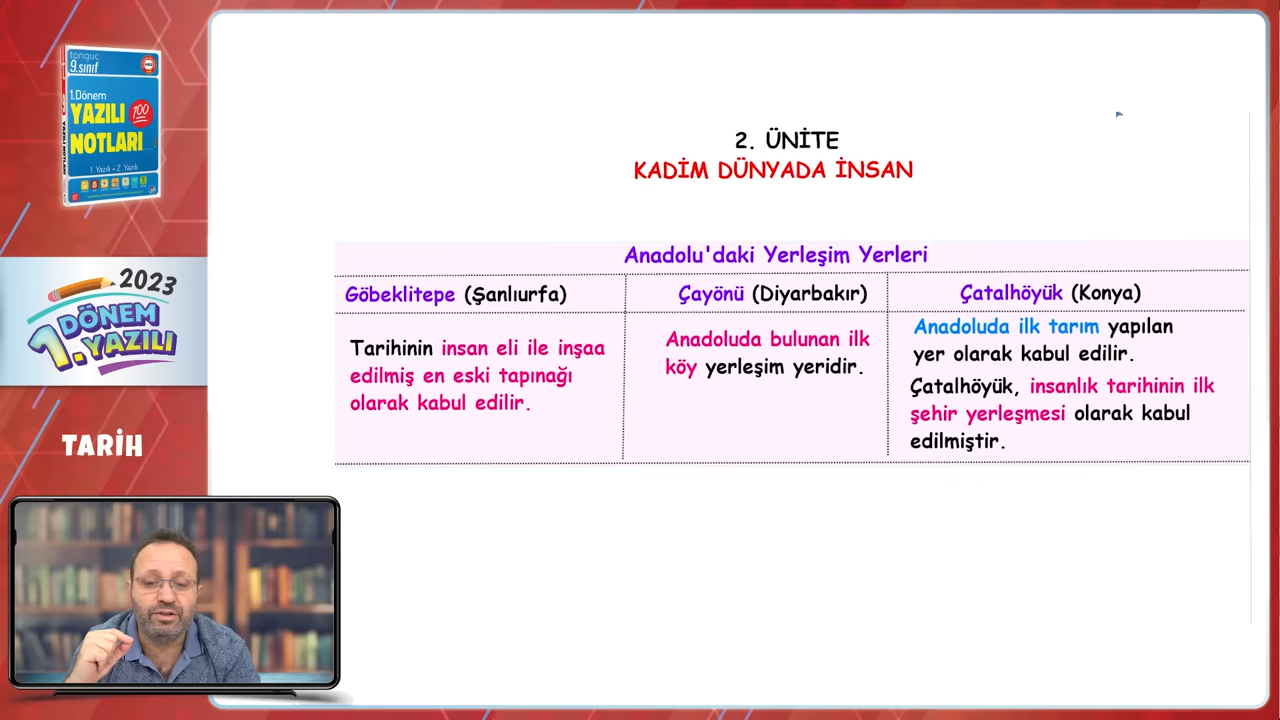 tonguç
9.sınıf
1.Dönem
YAZILI 100
NOTLARI
1.Yazılı • 2.Yazılı
YAZILI NOTLARI
2023
1. DÖNEM
YAZILI
TARİH
2. ÜNİTE
KADİM DÜNYADA İNSAN
Anadolu'daki Yerleşim Yerleri
Göbeklitepe (Şanlıurfa)
Tarihinin insan eli ile inşaa
edilmiş en eski tapınağı
olarak kabul edilir.
Çayönü (Diyarbakır)
Anadoluda bulunan ilk
köy yerleşim yeridir.
Çatalhöyük (Konya)
Anadoluda ilk tarım yapılan
yer olarak kabul edilir.
Çatalhöyük, insanlık tarihinin ilk
şehir yerleşmesi olarak kabul
edilmiştir.